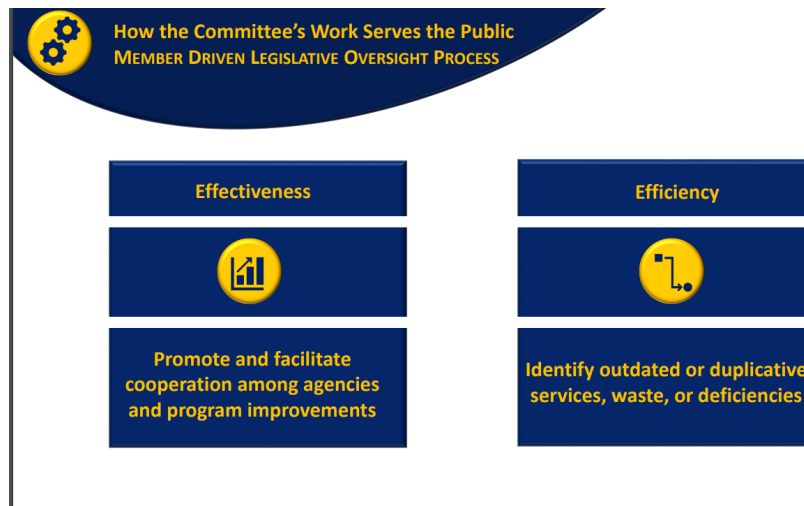 How the Committee's Work Serves the Public
MEMBER DRIVEN LEGISLATIVE OVERSIGHT PROCESS
Effectiveness
Promote and facilitate
cooperation among agencies
and program improvements
Efficiency
Identify outdated or duplicative
services, waste, or deficiencies